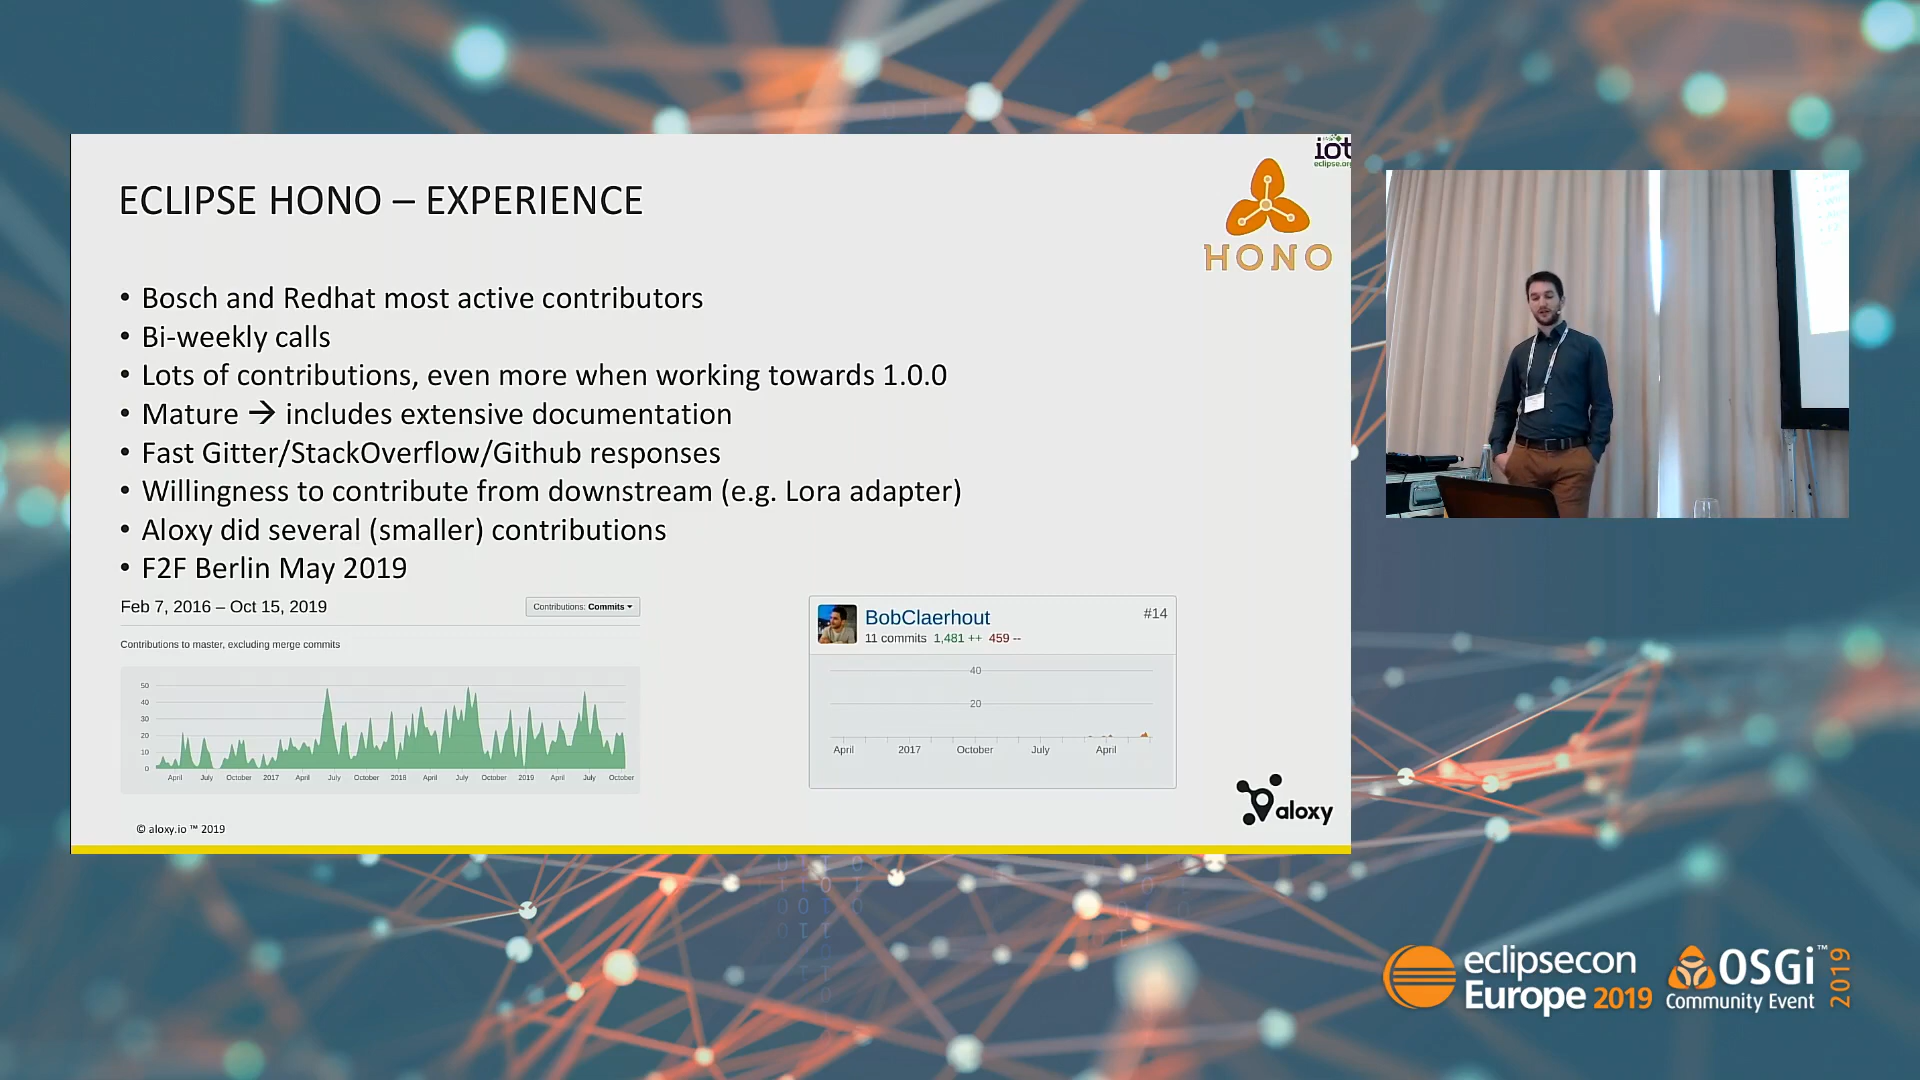 iot
eclipse.org
ECLIPSE HONO – EXPERIENCE
HONO
• Bosch and Redhat most active contributors
• Bi-weekly calls
• Lots of contributions, even more when working towards 1.0.0
• Mature → includes extensive documentation
• Fast Gitter/StackOverflow/Github responses
• Willingness to contribute from downstream (e.g. Lora adapter)
• Aloxy did several (smaller) contributions
• F2F Berlin May 2019
Feb 7, 2016 – Oct 15, 2019
Contributions: Commits
Contributions to master, excluding merge commits
50
40
30
20
10
0
April July October 2017 April July October 2018 April July October 2019 April July October
BobClaerhout
#14
11 commits 1,481 ++ 459 --
40
20
April 2017 October July April
aloxy
© aloxy.io ™ 2019
eclipsecon
Europe 2019
OSGi™
Community Event
2019